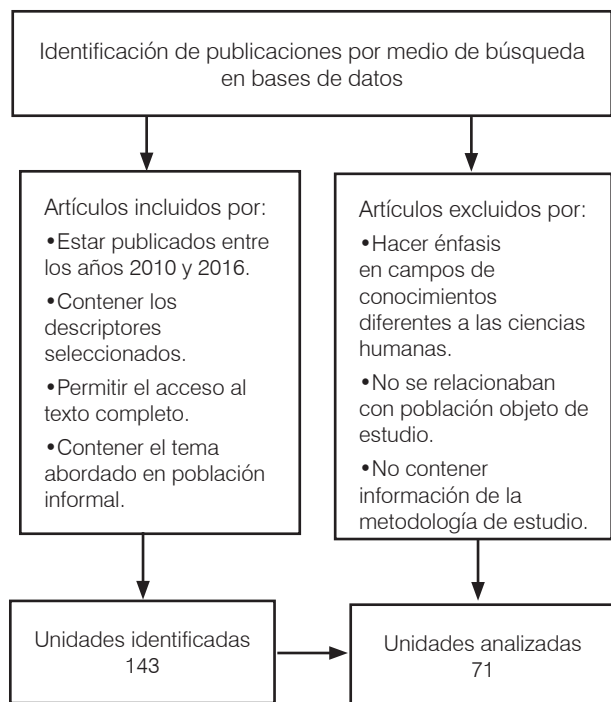 Identificación de publicaciones por medio de búsqueda
en bases de datos
Artículos incluidos por:
•Estar publicados entre
los años 2010 y 2016.
•Contener los
descriptores
seleccionados.
•Permitir el acceso al
texto completo.
•Contener el tema
abordado en población
informal.
Artículos excluidos por:
•Hacer énfasis
en campos de
conocimientos
diferentes a las ciencias
humanas.
•No se relacionaban
con población objeto de
estudio.
•No contener
información de la
metodología de estudio.
Unidades identificadas
143
Unidades analizadas
71